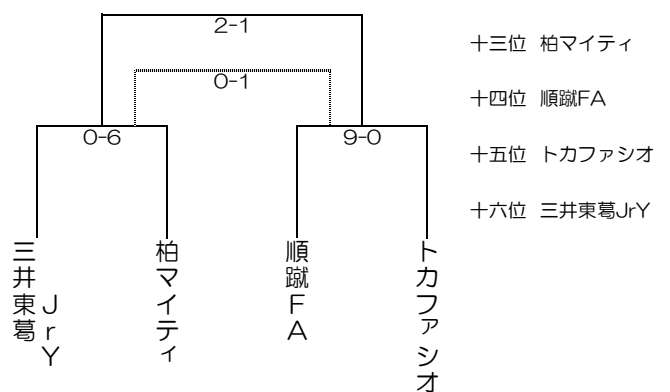 2-1
0-1
0-6
9-0
十三位 柏マイティ
十四位 順蹴FA
十五位 トカファシオ
十六位 三井東葛JrY
三井東葛
JrY
柏マイティ
順蹴FA
トカファシオ